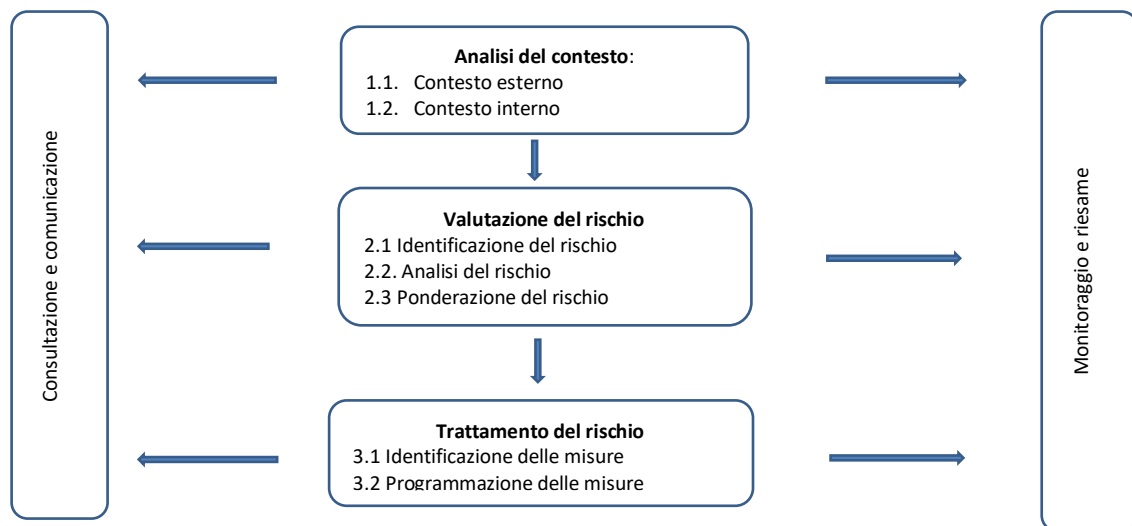 Consultazione e comunicazione
Analisi del contesto:
1.1. Contesto esterno
1.2. Contesto interno
Valutazione del rischio
2.1 Identificazione del rischio
2.2. Analisi del rischio
2.3 Ponderazione del rischio
Trattamento del rischio
3.1 Identificazione delle misure
3.2 Programmazione delle misure
Monitoraggio e riesame